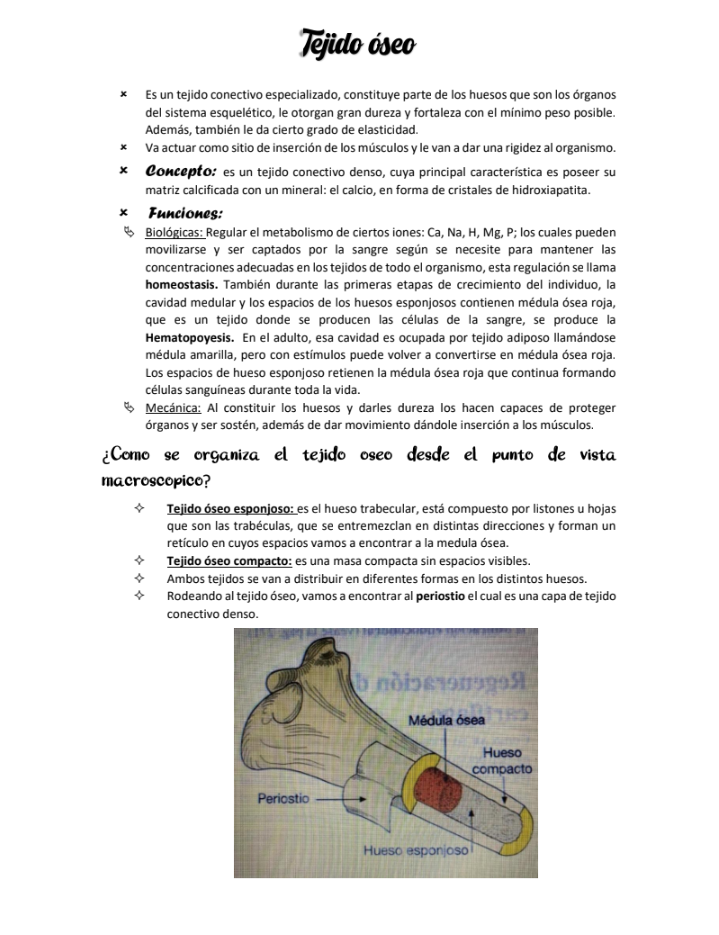 Tejido óseo
Es un tejido conectivo especializado, constituye parte de los huesos que son los órganos
del sistema esquelético, le otorgan gran dureza y fortaleza con el mínimo peso posible.
Además, también le da cierto grado de elasticidad.
Va actuar como sitio de inserción de los músculos y le van a dar una rigidez al organismo.
Concepto: es un tejido conectivo denso, cuya principal característica es poseer su
matriz calcificada con un mineral: el calcio, en forma de cristales de hidroxiapatita.
Funciones:
Biológicas: Regular el metabolismo de ciertos iones: Ca, Na, H, Mg, P; los cuales pueden
movilizarse y ser captados por la sangre según se necesite para mantener las
concentraciones adecuadas en los tejidos de todo el organismo, esta regulación se llama
homeostasis. También durante las primeras etapas de crecimiento del individuo, la
cavidad medular y los espacios de los huesos esponjosos contienen médula ósea roja,
que es un tejido donde se producen las células de la sangre, se produce la
Hematopoyesis. En el adulto, esa cavidad es ocupada por tejido adiposo llamándose
médula amarilla, pero con estímulos puede volver a convertirse en médula ósea roja.
Los espacios de hueso esponjoso retienen la médula ósea roja que continua formando
células sanguíneas durante toda la vida.
Mecánica: Al constituir los huesos y darles dureza los hacen capaces de proteger
órganos y ser sostén, además de dar movimiento dándole inserción a los músculos.
¿Como se organiza el tejido oseo desde el punto de vista
macroscopico?
Tejido óseo esponjoso: es el hueso trabecular, está compuesto por listones u hojas
que son las trabéculas, que se entremezclan en distintas direcciones y forman un
retículo en cuyos espacios vamos a encontrar a la medula ósea.
Tejido óseo compacto: es una masa compacta sin espacios visibles.
Ambos tejidos se van a distribuir en diferentes formas en los distintos huesos.
Rodeando al tejido óseo, vamos a encontrar al periostio el cual es una capa de tejido
conectivo denso.
Regeneración d
Médula ósea
Hueso
compacto
Periostio
Hueso esponjoso